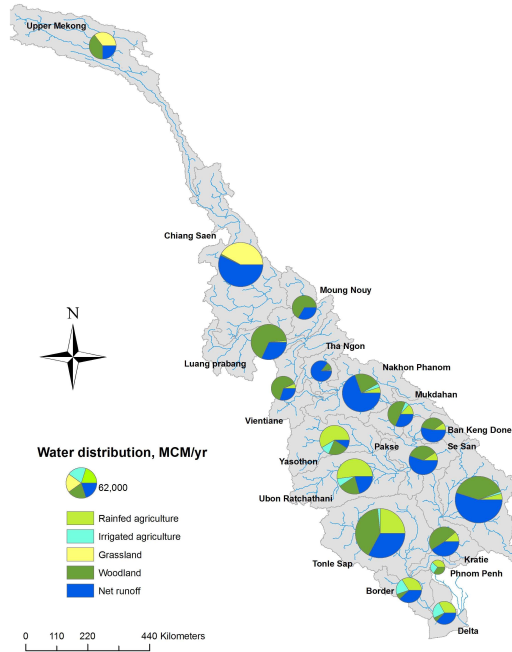 Upper Mekong
Chiang Saen
Moung Nouy
N
Tha Ngon
Luang prabang
Nakhon Phanom
Mukdahan
Vientiane
Ban Keng Done
Pakse
Se San
Yasothon
Ubon Ratchathani
Water distribution, MCM/yr
62,000
Rainfed agriculture
Irrigated agriculture
Grassland
Woodland
Net runoff
Tonle Sap
Kratie
Phnom Penh
Border
Delta
0 110 220 440 Kilometers